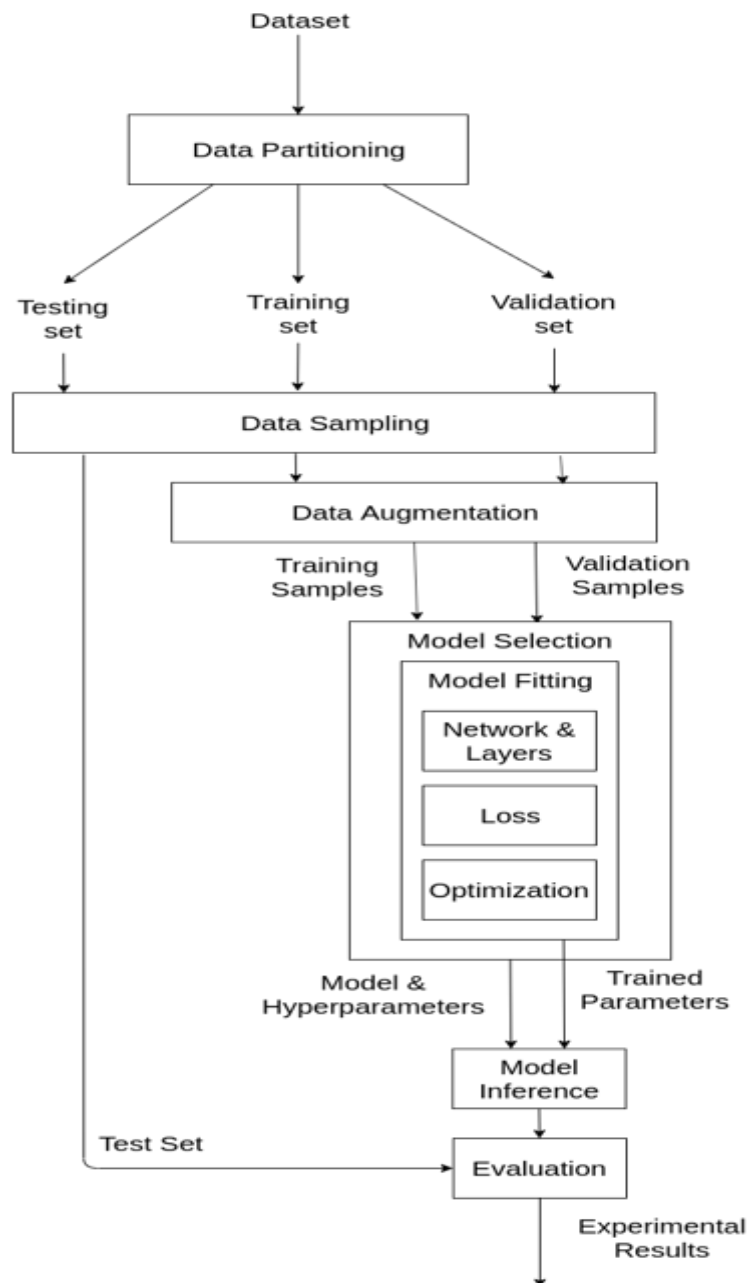 Dataset
Data Partitioning
Testing
set
Training
set
Validation
set
Data Sampling
Data Augmentation
Training
Samples
Validation
Samples
Model Selection
Model Fitting
Network &
Layers
Loss
Optimization
Model &
Hyperparameters
Trained
Parameters
Model
Inference
Test Set
Evaluation
Experimental
Results